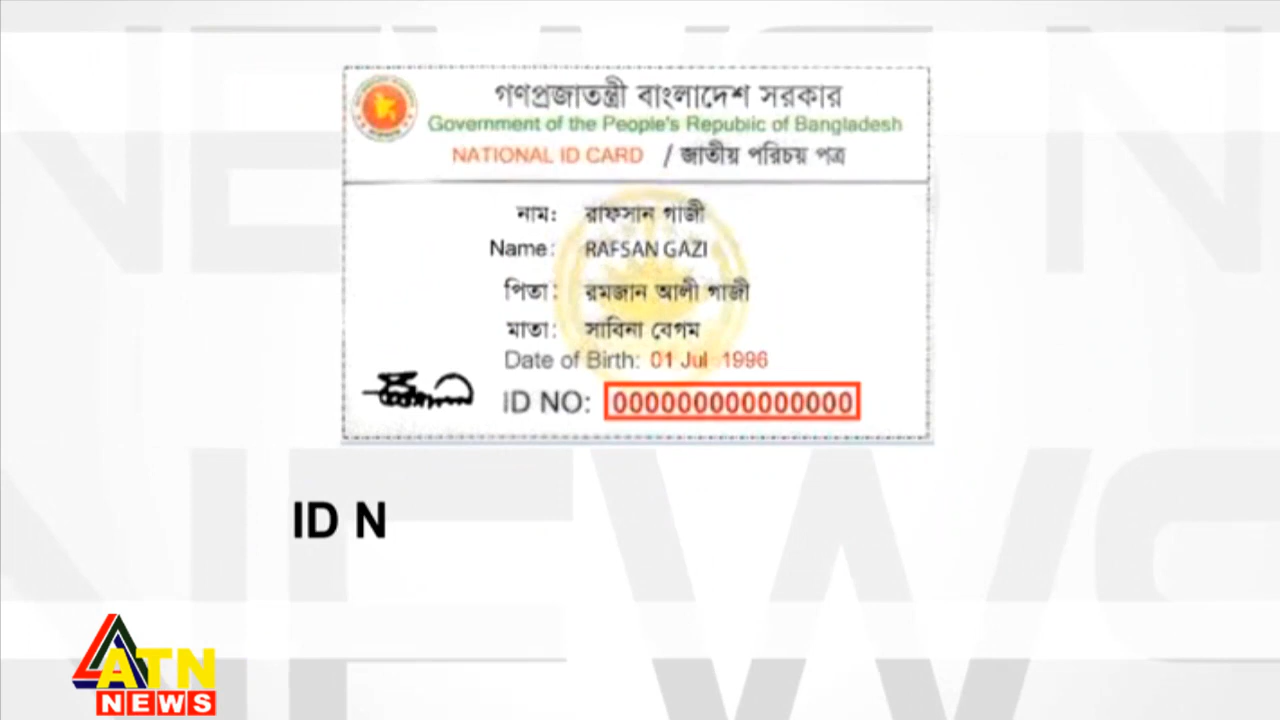 গণপ্রজাতন্ত্রী বাংলাদেশ সরকার
Government of the People's Republic of Bangladesh
NATIONAL ID CARD / জাতীয় পরিচয় পত্র
নাম: রাফসান গাজী
Name: RAFSAN GAZI
পিতা: রমজান আলী গাজী
মাতা: সাবিনা বেগম
Date of Birth: 01 Jul 1996
ID NO: 000000000000000
ID N
ATN
NEWS